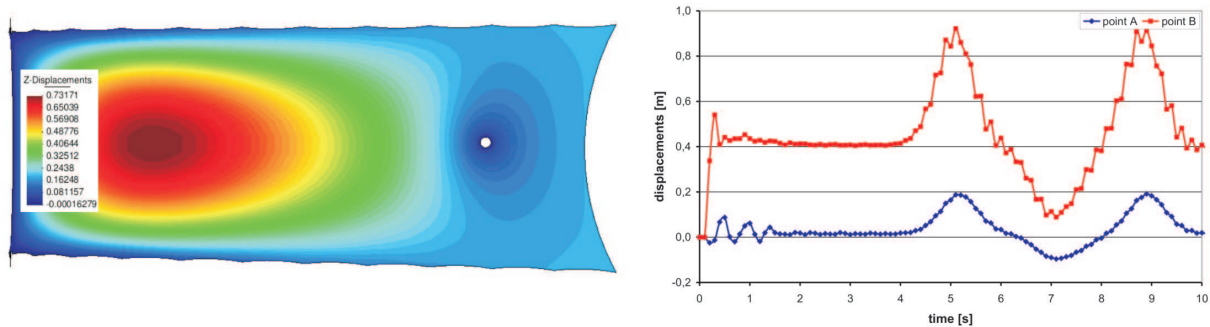 Z-Displacements
0.73171
0.65039
0.56908
0.48776
0.40644
0.32512
0.2438
0.16248
0.081157
-0.00016279
point A
point B
1,0
0,8
0,6
0,4
0,2
0,0
-0,2
displacements [m]
0 1 2 3 4 5 6 7 8 9 10
time [s]